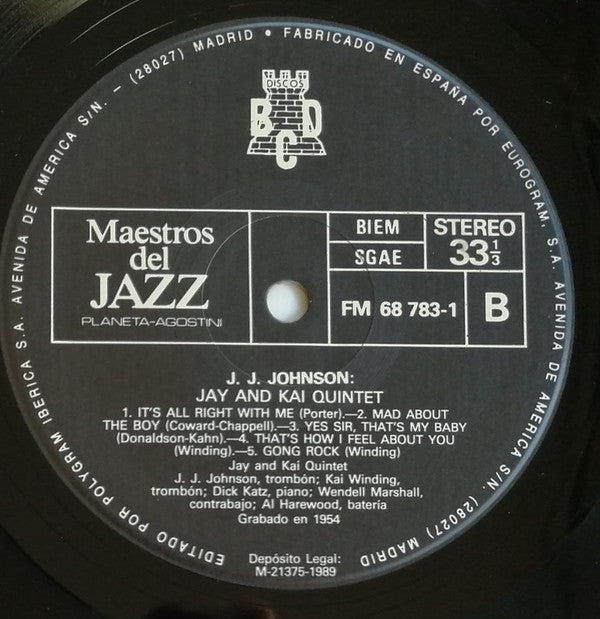 EDITADO POR POLYGRAM IBERICA S.A. AVENIDA DE AMERICA S/N. – (28027) MADRID • FABRICADO EN ESPAÑA POR EUROGRAM, S.A. AVENIDA DE AMERICA S/N. (28027) MADRID
DISCOS
BCD
Maestros
del
JAZZ
PLANETA-AGOSTINI
BIEM
SGAE
STEREO
33 1/3
FM 68 783-1
B
J. J. JOHNSON:
JAY AND KAI QUINTET
1. IT'S ALL RIGHT WITH ME (Porter).—2. MAD ABOUT
THE BOY (Coward-Chappell).—3. YES SIR, THAT'S MY BABY
(Donaldson-Kahn).—4. THAT'S HOW I FEEL ABOUT YOU
(Winding).—5. GONG ROCK (Winding)
Jay and Kai Quintet
J. J. Johnson, trombón; Kai Winding,
trombón; Dick Katz, piano; Wendell Marshall,
contrabajo; Al Harewood, batería
Grabado en 1954
Depósito Legal:
M-21375-1989